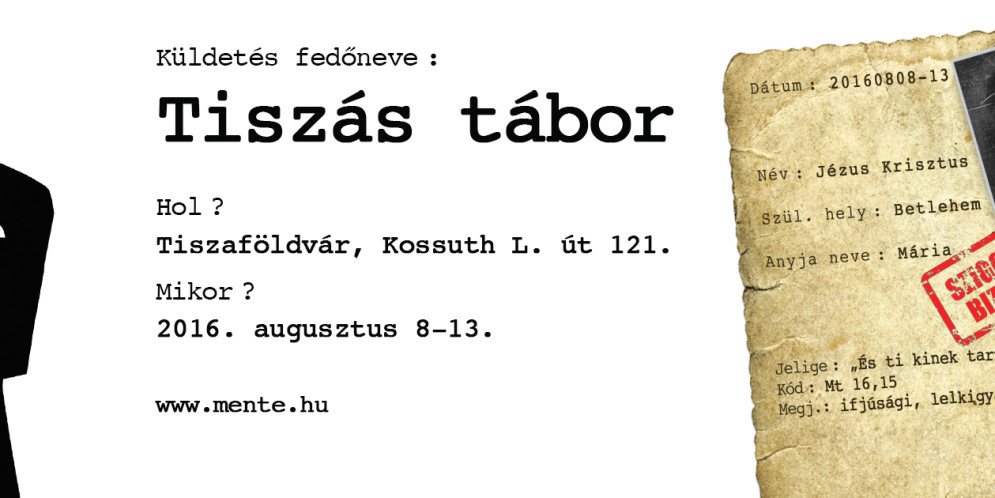 Küldetés fedőneve :
Tiszás tábor
Hol ?
Tiszaföldvár, Kossuth L. út 121.
Mikor ?
2016. augusztus 8–13.
www.mente.hu
Dátum : 20160808-13
Név : Jézus Krisztus
Szül. hely : Betlehem
Anyja neve : Mária
Jelige : „És ti kinek
Kód : Mt 16,15
Megj.: ifjúsági,